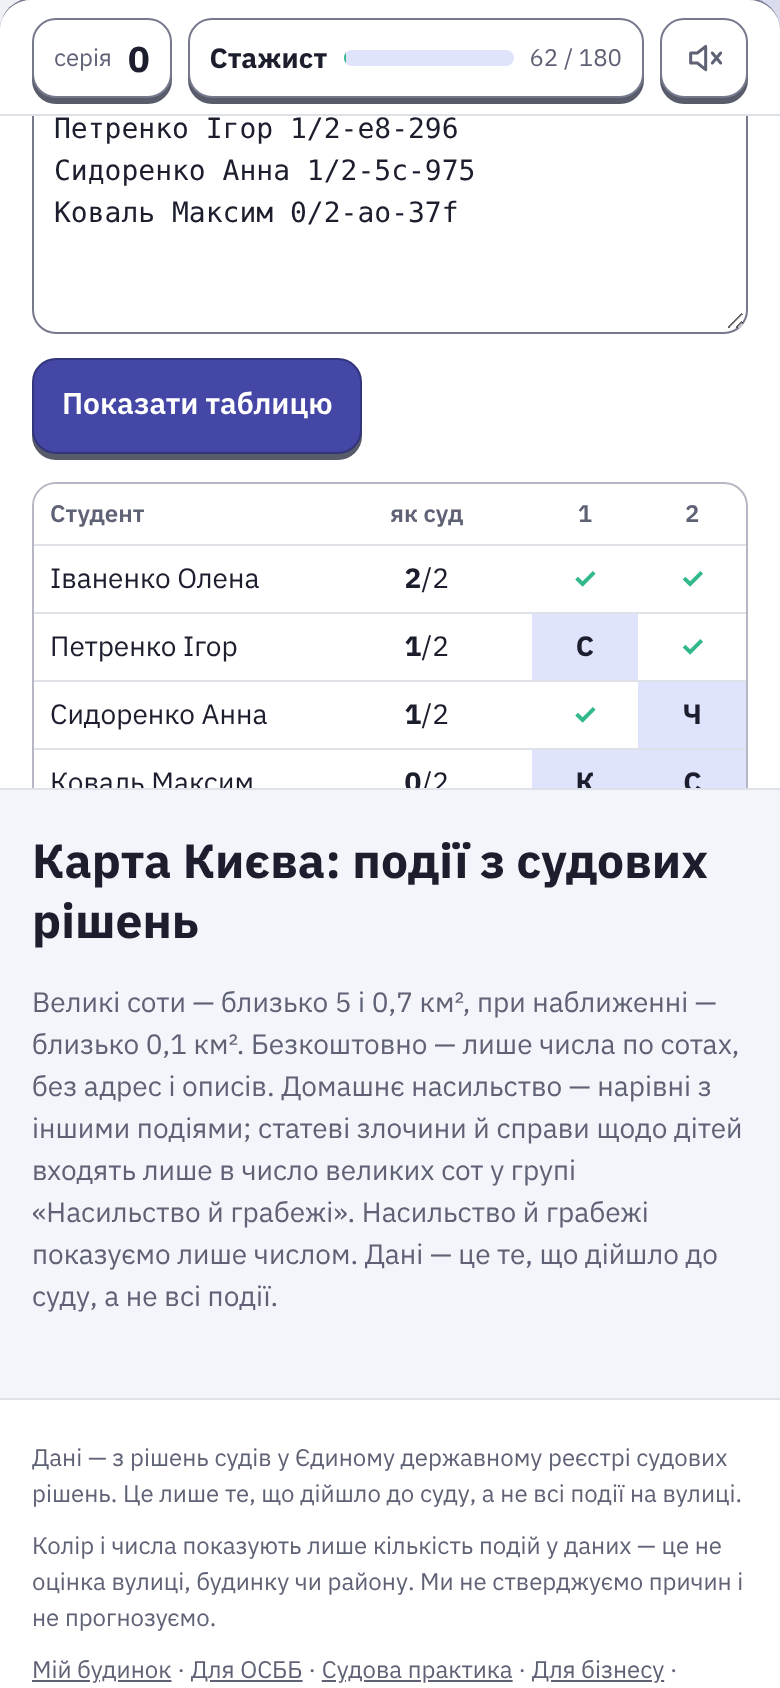 серія 0 Стажист 62 / 180
Петренко Ігор 1/2-e8-296
Сидоренко Анна 1/2-5c-975
Коваль Максим 0/2-ao-37f
Показати таблицю
Студент як суд 1 2
Іваненко Олена 2/2 ✓ ✓
Петренко Ігор 1/2 С ✓
Сидоренко Анна 1/2 ✓ Ч
Коваль Максим 0/2 К С
Карта Києва: події з судових
рішень
Великі соти — близько 5 і 0,7 км², при наближенні —
близько 0,1 км². Безкоштовно — лише числа по сотах,
без адрес і описів. Домашнє насильство — нарівні з
іншими подіями; статеві злочини й справи щодо дітей
входять лише в число великих сот у групі
«Насильство й грабежі». Насильство й грабежі
показуємо лише числом. Дані — це те, що дійшло до
суду, а не всі події.
Дані — з рішень судів у Єдиному державному реєстрі судових
рішень. Це лише те, що дійшло до суду, а не всі події на вулиці.
Колір і числа показують лише кількість подій у даних — це не
оцінка вулиці, будинку чи району. Ми не стверджуємо причин і
не прогнозуємо.
Мій будинок · Для ОСББ · Судова практика · Для бізнесу ·